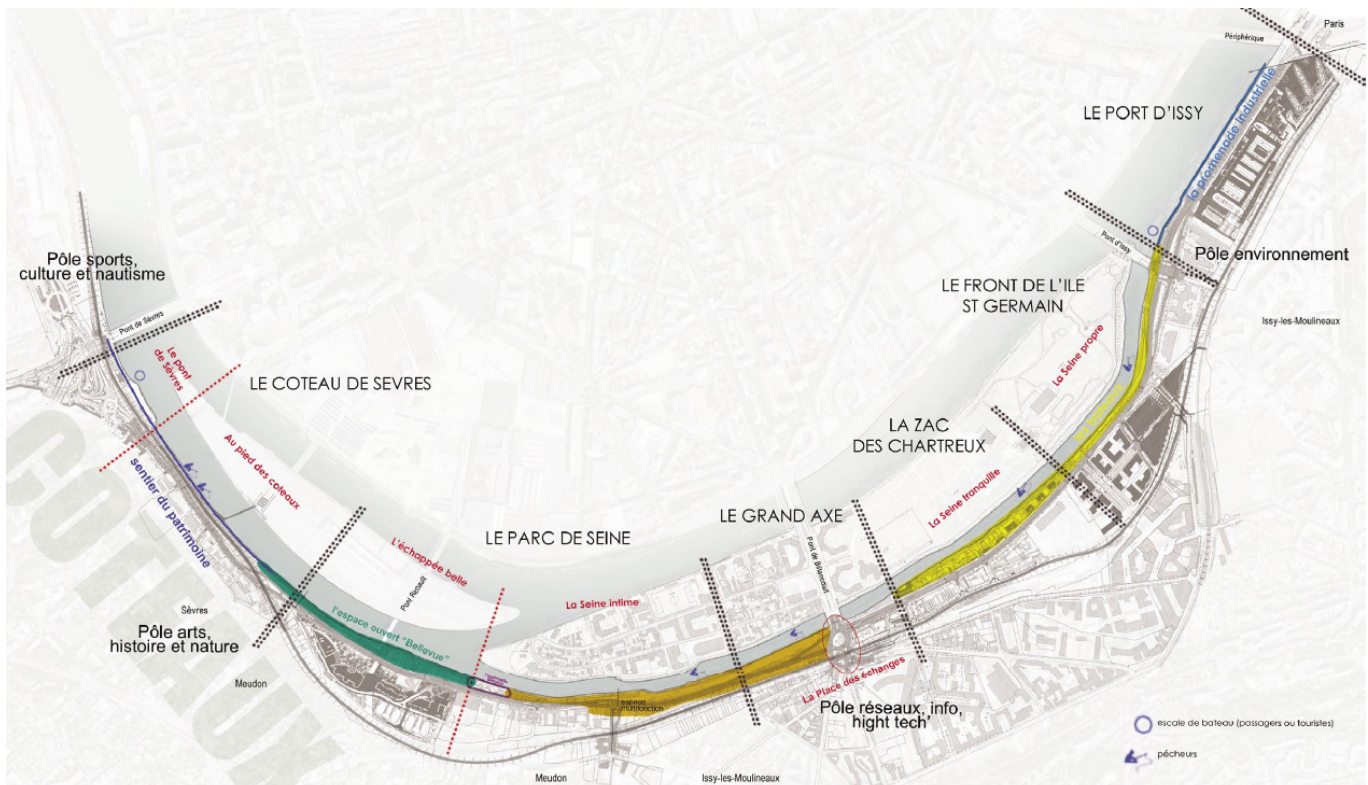 Paris
Périphérique
LE PORT D'ISSY
la promenade industrielle
Pont d'Issy
Pôle environnement
Issy-les-Moulineaux
LE FRONT DE L'ILE
ST GERMAIN
La Seine propre
Pôle sports,
culture et nautisme
Pont de Sèvres
Le pont
de Sèvres
LE COTEAU DE SEVRES
Au pied des coteaux
sentier du patrimoine
COTEAUX
LA ZAC
DES CHARTREUX
La Seine tranquille
LE GRAND AXE
Pont de Billancourt
LE PARC DE SEINE
L'échappée belle
Pont Renault
La Seine intime
l'espace ouvert "Bellevue"
Sèvres
Pôle arts,
histoire et nature
Meudon
espace
multifonction
La Place des échanges
Pôle réseaux, info,
hight tech'
Meudon
Issy-les-Moulineaux
escale de bateau (passagers ou touristes)
pêcheurs